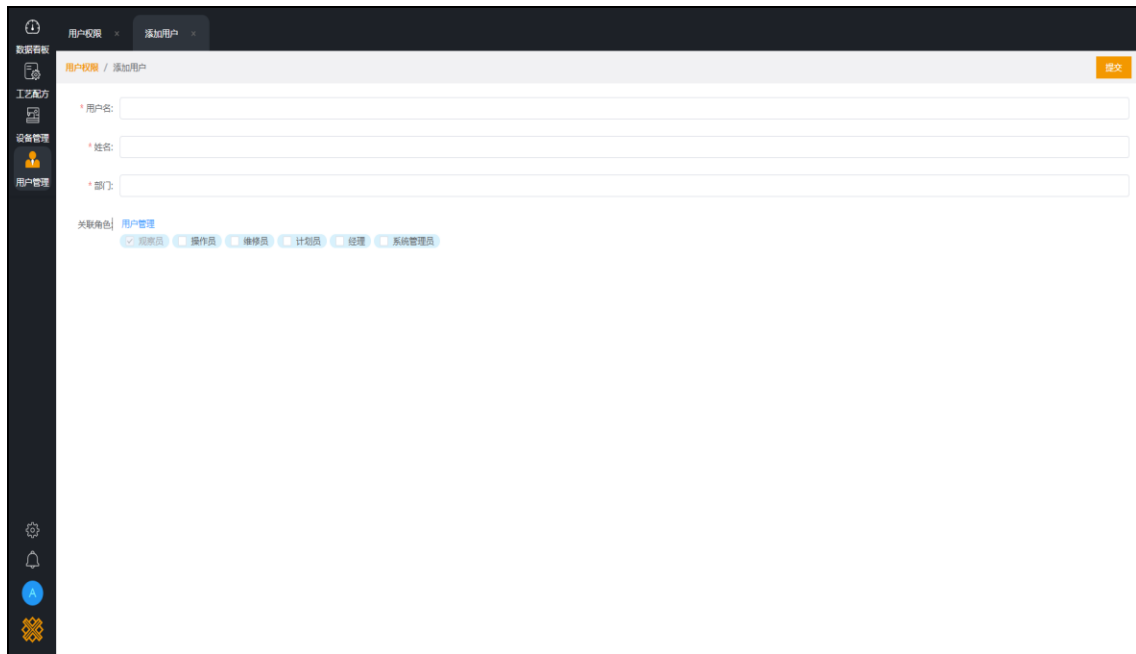 数据看板
工艺配方
设备管理
用户管理
A
用户权限 × 添加用户 ×
用户权限 / 添加用户 提交
* 用户名:
* 姓名:
* 部门:
关联角色 用户管理
观察员 操作员 维修员 计划员 经理 系统管理员